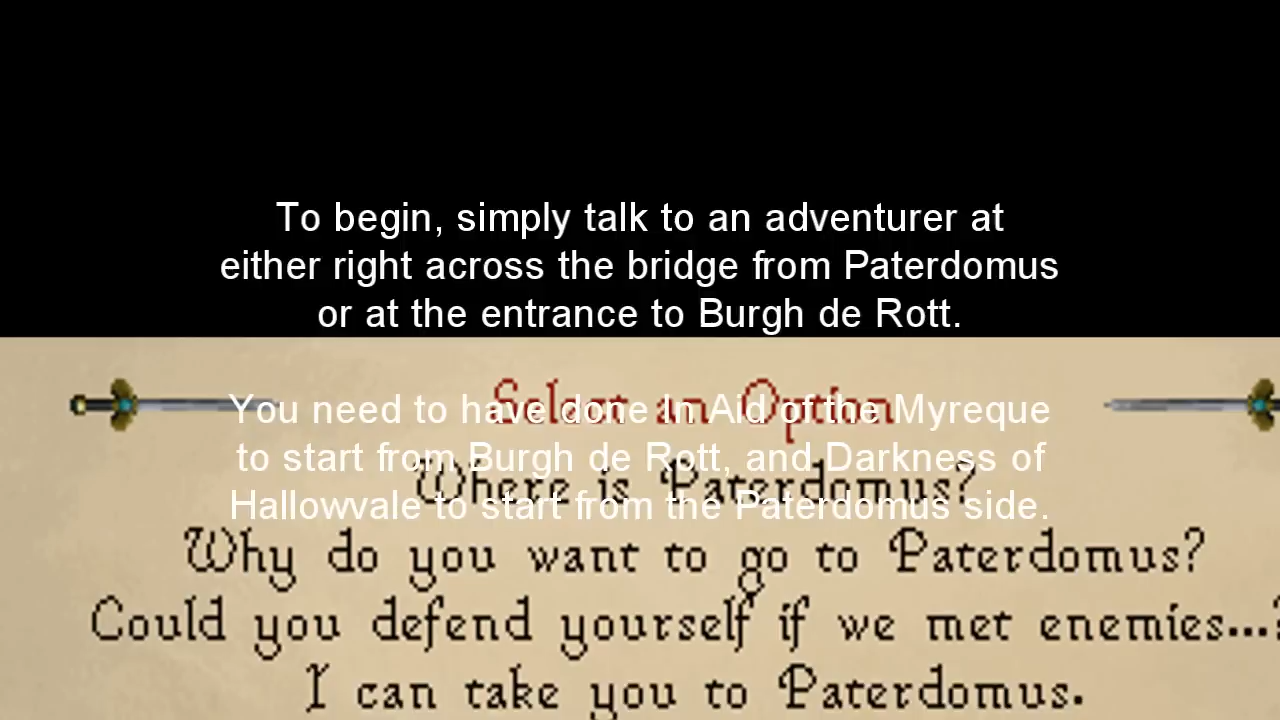 To begin, simply talk to an adventurer at
either right across the bridge from Paterdomus
or at the entrance to Burgh de Rott.
Select an Option
You need to have done In Aid of the Myreque
to start from Burgh de Rott, and Darkness of
Where is Paterdomus?
Hallowvale to start from the Paterdomus side.
Why do you want to go to Paterdomus?
Could you defend yourself if we met enemies...?
I can take you to Paterdomus.